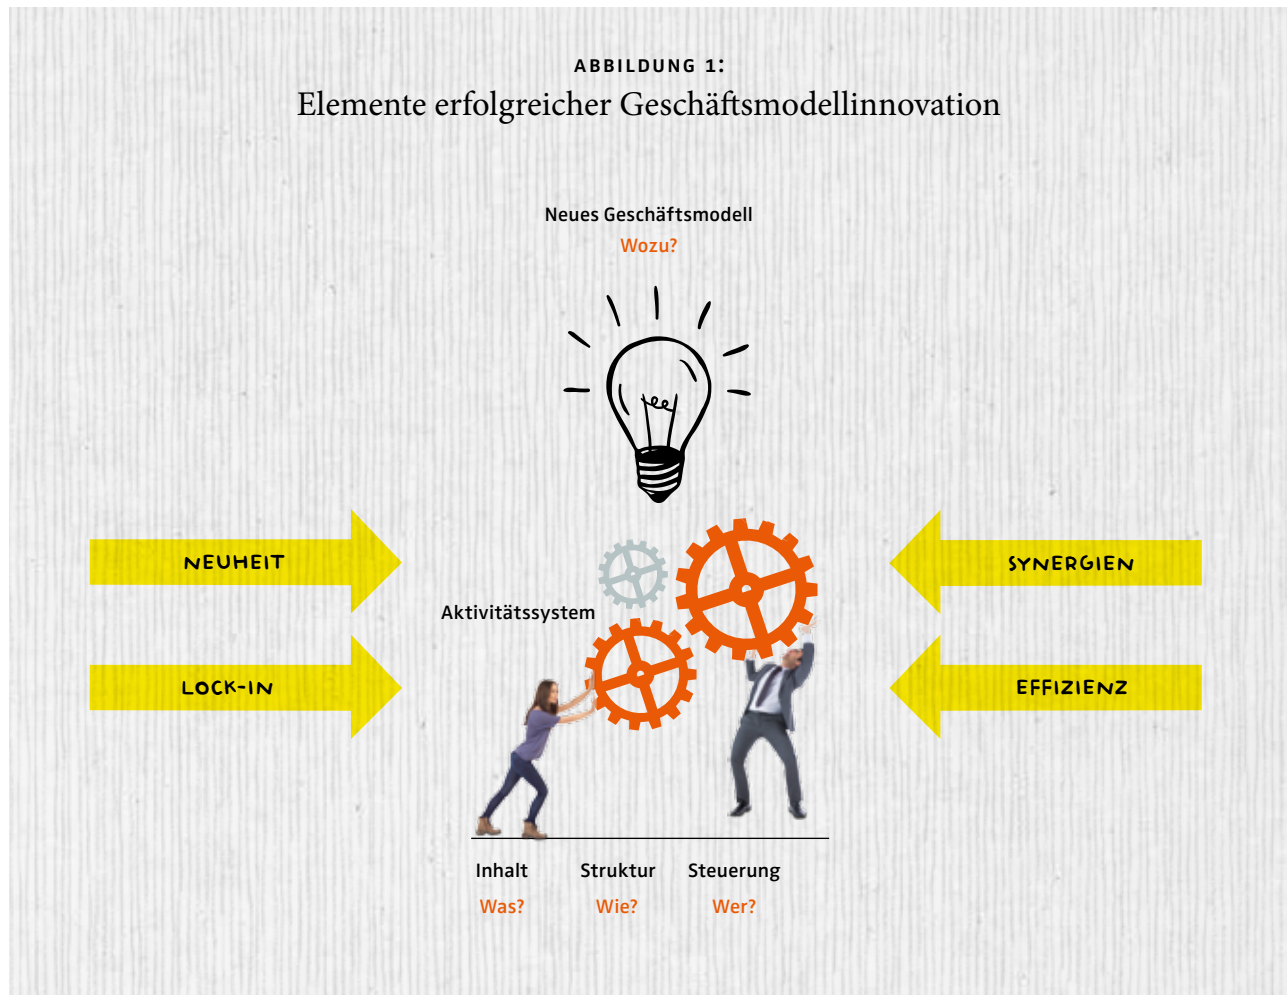 ABBILDUNG 1:
Elemente erfolgreicher Geschäftsmodellinnovation
Neues Geschäftsmodell
Wozu?
NEUHEIT
SYNERGIEN
Aktivitätssystem
LOCK-IN
EFFIZIENZ
Inhalt Struktur Steuerung
Was? Wie? Wer?